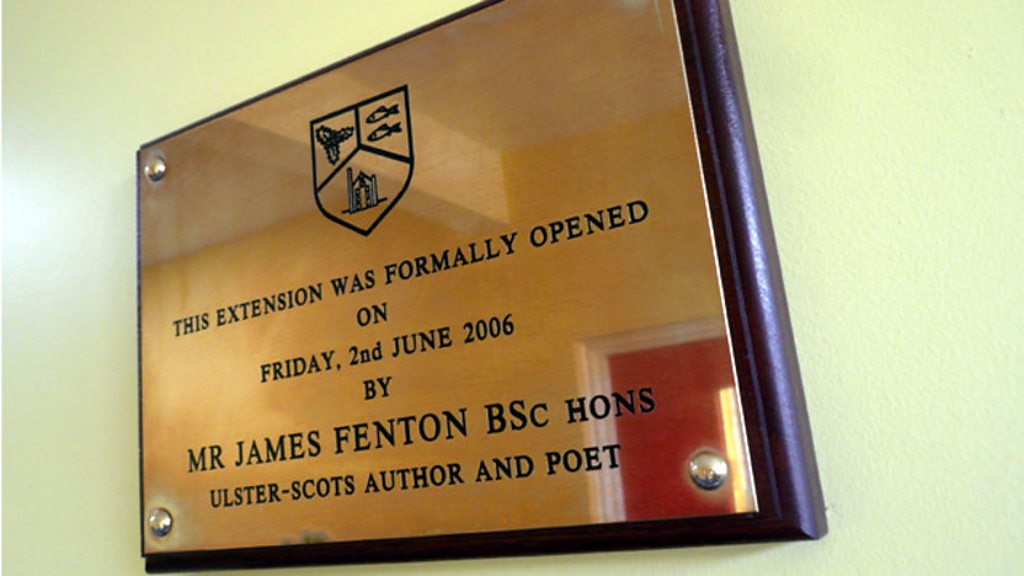 THIS EXTENSION WAS FORMALLY OPENED
ON
FRIDAY, 2nd JUNE 2006
BY
MR JAMES FENTON BSc HONS
ULSTER-SCOTS AUTHOR AND POET